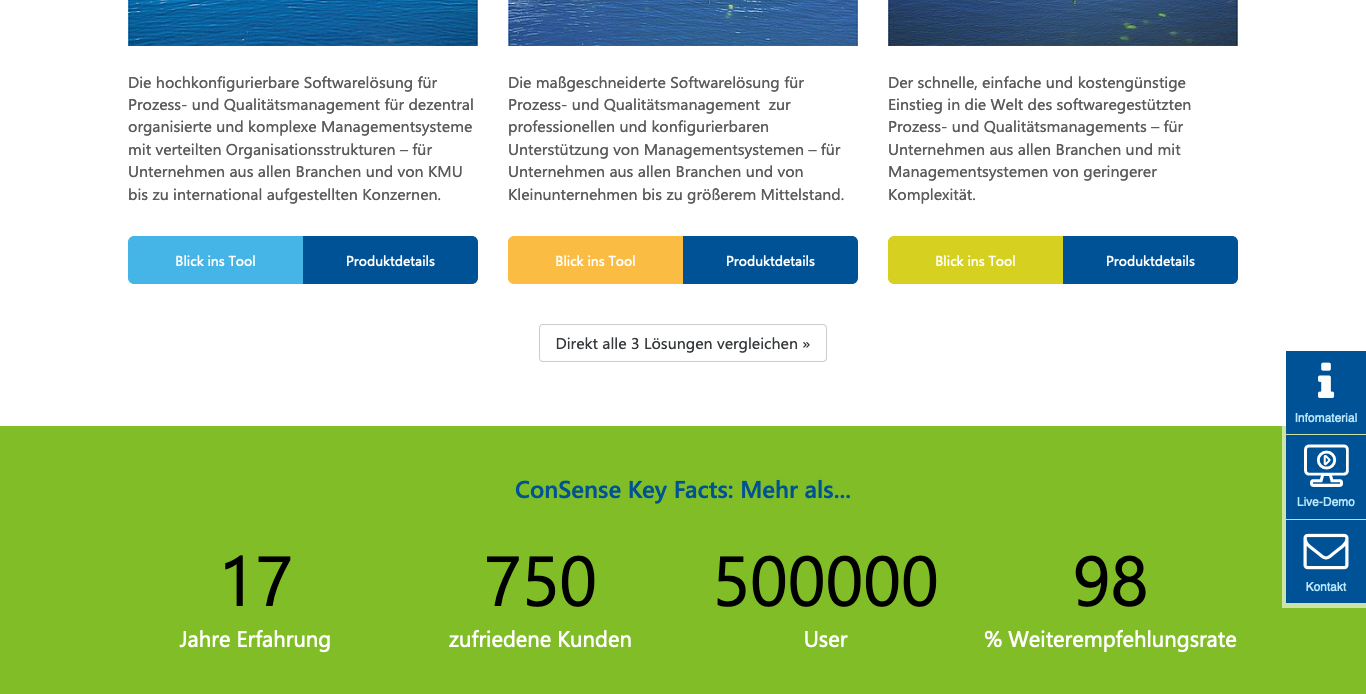 Die hochkonfigurierbare Softwarelösung für
Prozess- und Qualitätsmanagement für dezentral
organisierte und komplexe Managementsysteme
mit verteilten Organisationsstrukturen – für
Unternehmen aus allen Branchen und von KMU
bis zu international aufgestellten Konzernen.
Blick ins Tool
Produktdetails
Die maßgeschneiderte Softwarelösung für
Prozess- und Qualitätsmanagement zur
professionellen und konfigurierbaren
Unterstützung von Managementsystemen – für
Unternehmen aus allen Branchen und von
Kleinunternehmen bis zu größerem Mittelstand.
Blick ins Tool
Produktdetails
Der schnelle, einfache und kostengünstige
Einstieg in die Welt des softwaregestützten
Prozess- und Qualitätsmanagements – für
Unternehmen aus allen Branchen und mit
Managementsystemen von geringerer
Komplexität.
Blick ins Tool
Produktdetails
Direkt alle 3 Lösungen vergleichen »
Infomaterial
Live-Demo
Kontakt
ConSense Key Facts: Mehr als...
17
Jahre Erfahrung
750
zufriedene Kunden
500000
User
98
% Weiterempfehlungsrate